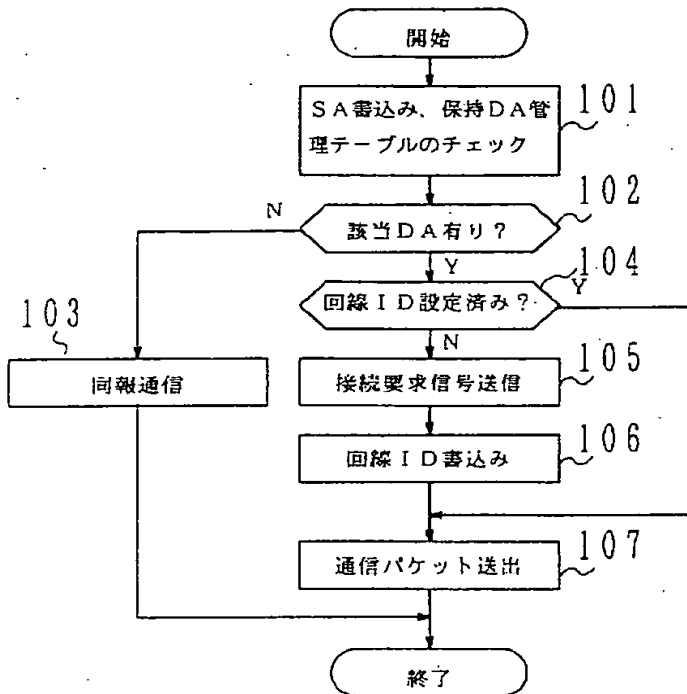 開始
SA書込み、保持DA管
理テーブルのチェック
101
102
N
該当DA有り?
Y
104
回線ID設定済み?
Y
103
N
同報通信
接続要求信号送信
105
回線ID書込み
106
通信パケット送出
107
終了